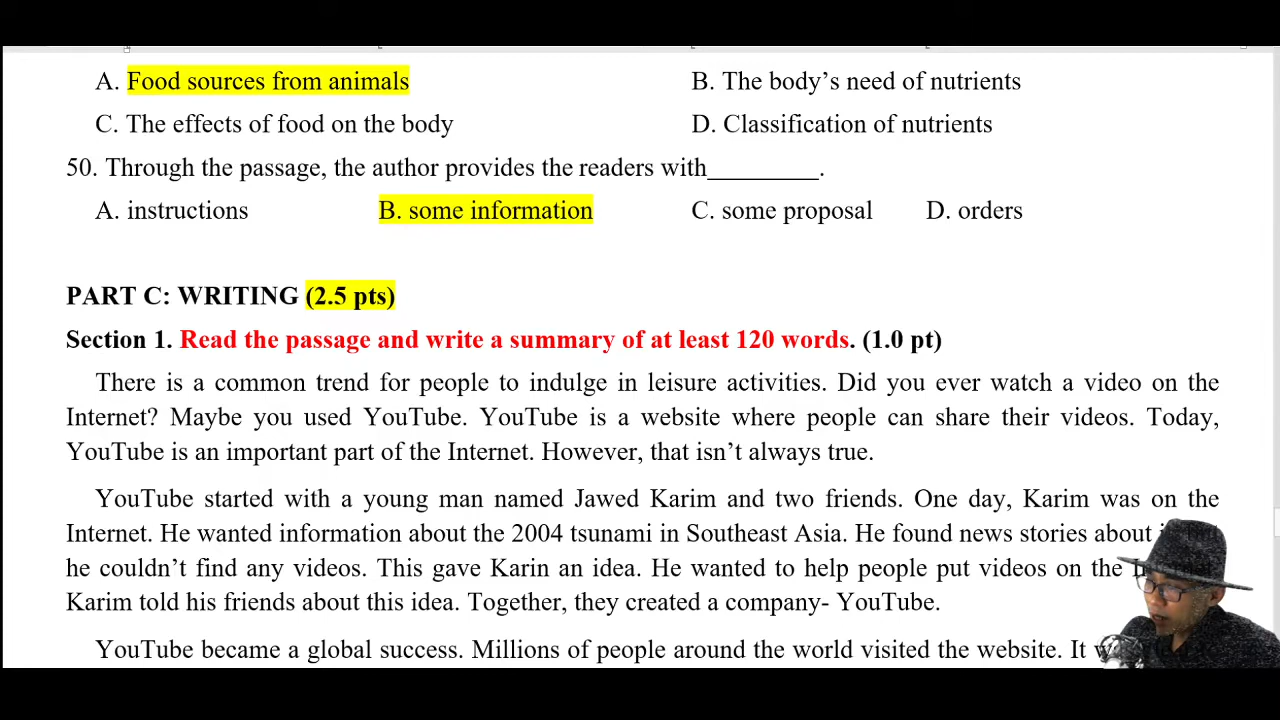 A. Food sources from animals B. The body’s need of nutrients
C. The effects of food on the body D. Classification of nutrients
50. Through the passage, the author provides the readers with________.
A. instructions B. some information C. some proposal D. orders
PART C: WRITING (2.5 pts)
Section 1. Read the passage and write a summary of at least 120 words. (1.0 pt)
There is a common trend for people to indulge in leisure activities. Did you ever watch a video on the
Internet? Maybe you used YouTube. YouTube is a website where people can share their videos. Today,
YouTube is an important part of the Internet. However, that isn’t always true.
YouTube started with a young man named Jawed Karim and two friends. One day, Karim was on the
Internet. He wanted information about the 2004 tsunami in Southeast Asia. He found news stories about
he couldn’t find any videos. This gave Karin an idea. He wanted to help people put videos on the
Karim told his friends about this idea. Together, they created a company- YouTube.
YouTube became a global success. Millions of people around the world visited the website. It